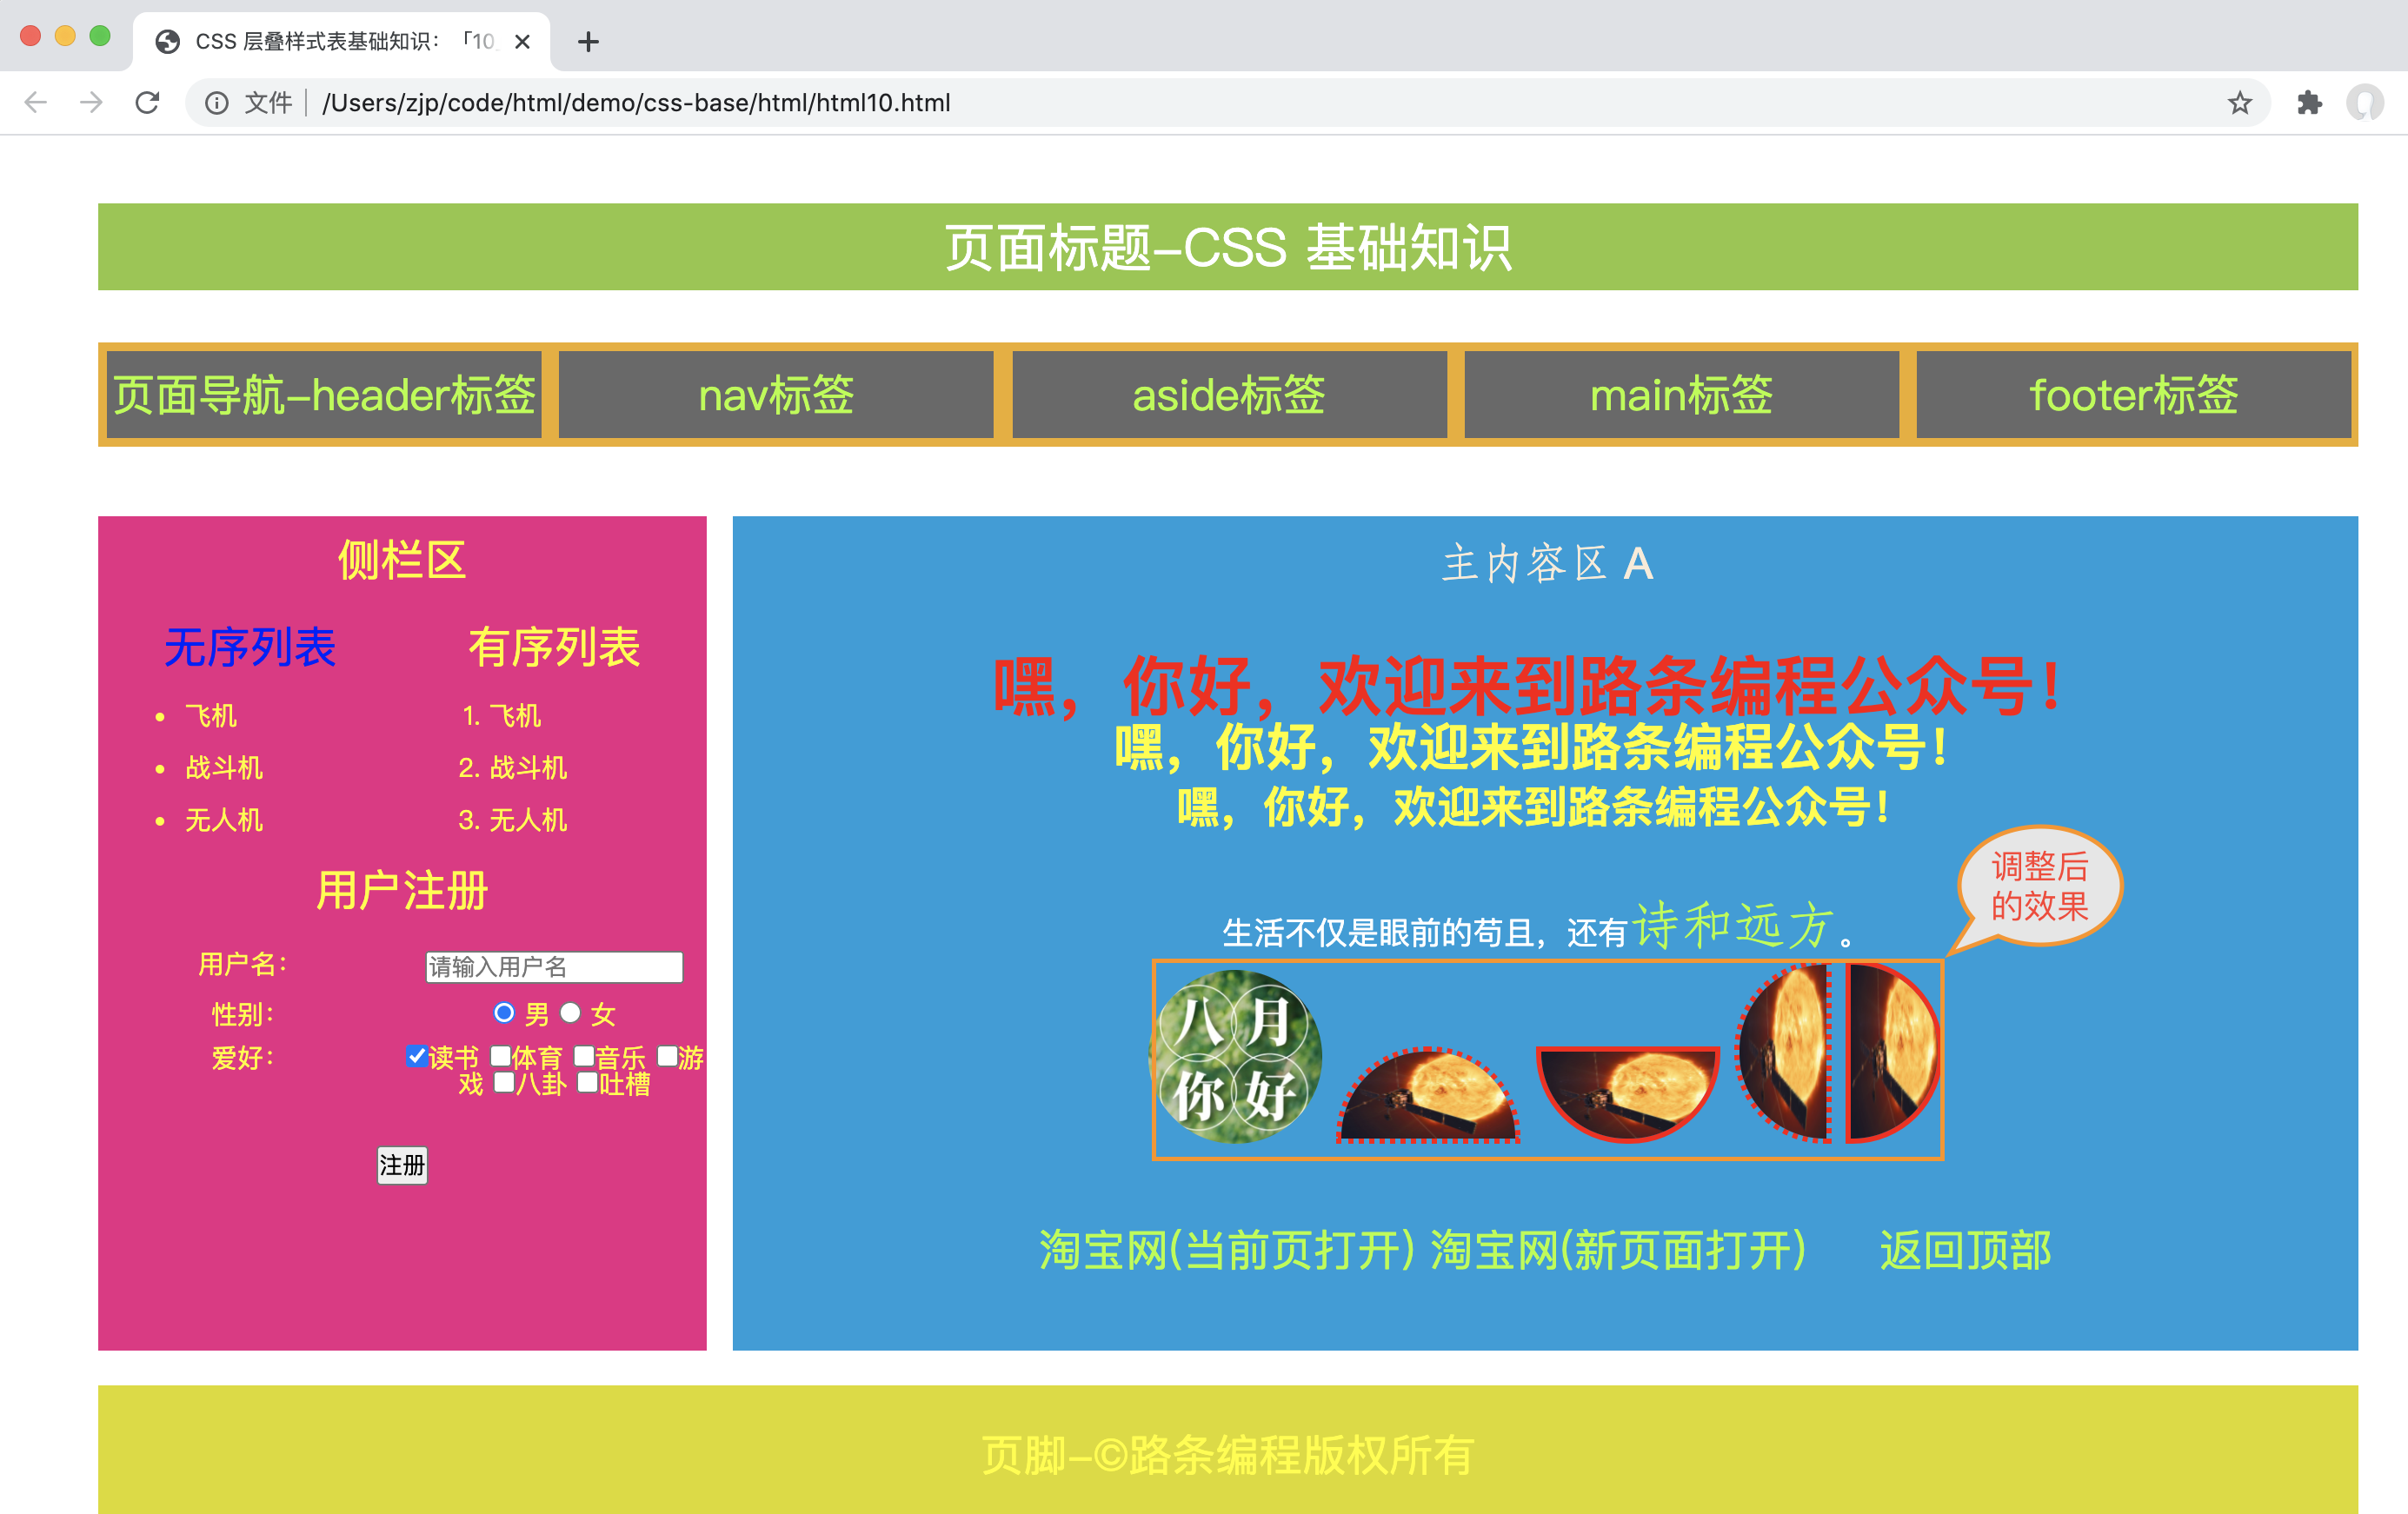 CSS 层叠样式表基础知识：「10
文件 /Users/zjp/code/html/demo/css-base/html/html10.html
页面标题-CSS 基础知识
页面导航-header标签 nav标签 aside标签 main标签 footer标签
侧栏区
无序列表
• 飞机
• 战斗机
• 无人机
有序列表
1. 飞机
2. 战斗机
3. 无人机
用户注册
用户名：
请输入用户名
性别：
男 女
爱好：
读书 体育 音乐 游
戏 八卦 吐槽
注册
主内容区 A
嘿，你好，欢迎来到路条编程公众号！
嘿，你好，欢迎来到路条编程公众号！
嘿，你好，欢迎来到路条编程公众号！
调整后
的效果
生活不仅是眼前的苟且，还有诗和远方。
八月
你好
淘宝网(当前页打开) 淘宝网(新页面打开) 返回顶部
页脚-©路条编程版权所有